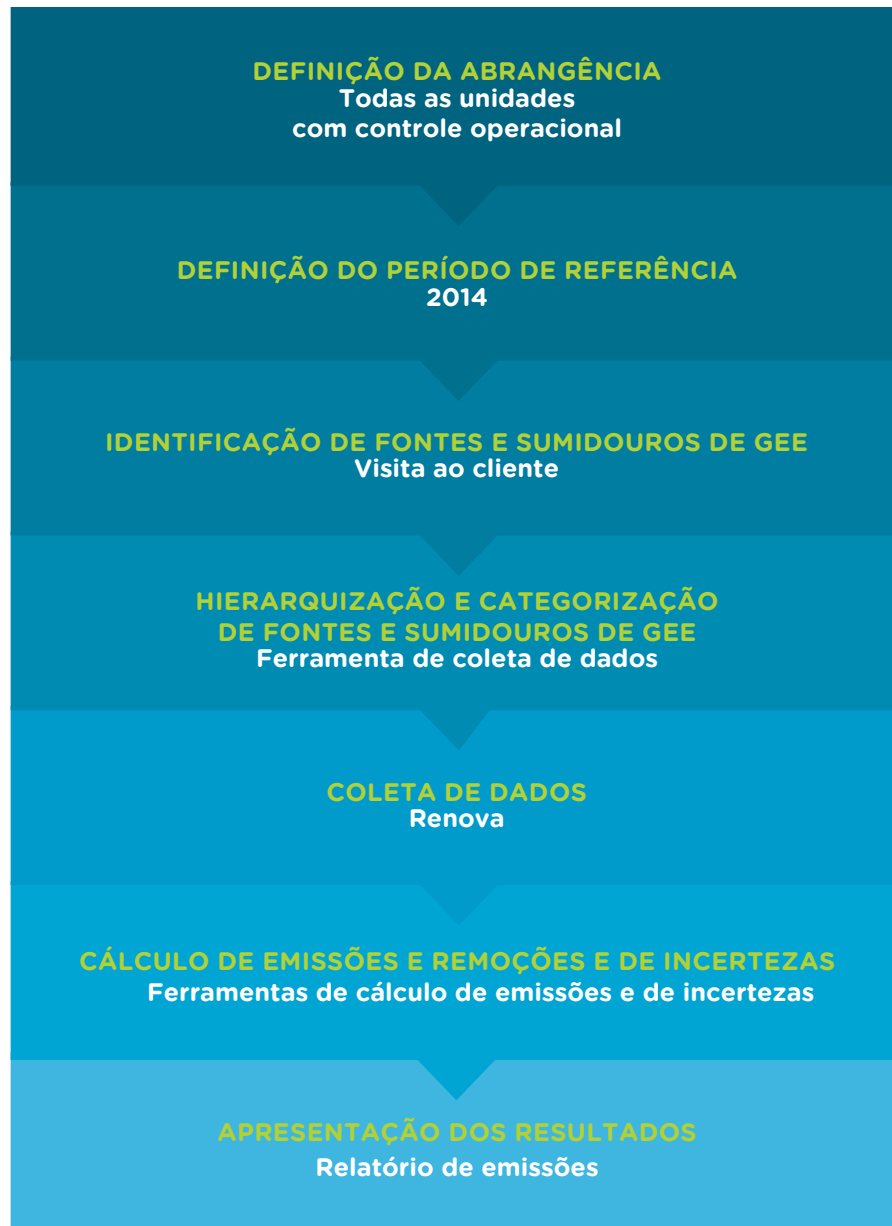 DEFINIÇÃO DA ABRANGÊNCIA
Todas as unidades
com controle operacional
DEFINIÇÃO DO PERÍODO DE REFERÊNCIA
2014
IDENTIFICAÇÃO DE FONTES E SUMIDOUROS DE GEE
Visita ao cliente
HIERARQUIZAÇÃO E CATEGORIZAÇÃO
DE FONTES E SUMIDOUROS DE GEE
Ferramenta de coleta de dados
COLETA DE DADOS
Renova
CÁLCULO DE EMISSÕES E REMOÇÕES E DE INCERTEZAS
Ferramentas de cálculo de emissões e de incertezas
APRESENTAÇÃO DOS RESULTADOS
Relatório de emissões